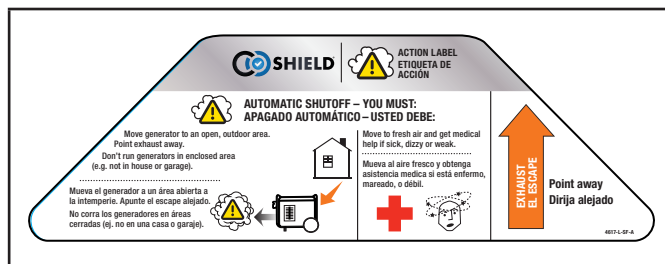 CO SHIELD
ACTION LABEL
ETIQUETA DE
ACCIÓN
AUTOMATIC SHUTOFF – YOU MUST:
APAGADO AUTOMÁTICO – USTED DEBE:
Move generator to an open, outdoor area.
Point exhaust away.
Don't run generators in enclosed area
(e.g. not in house or garage).
Mueva el generador a un área abierta a
la intemperie. Apunte el escape alejado.
No corra los generadores en áreas
cerradas (ej. no en una casa o garaje).
Move to fresh air and get medical
help if sick, dizzy or weak.
Mueva al aire fresco y obtenga
asistencia medica si está enfermo,
mareado, o débil.
EXHAUST
EL ESCAPE
Point away
Dirija alejado
4617-L-SF-A